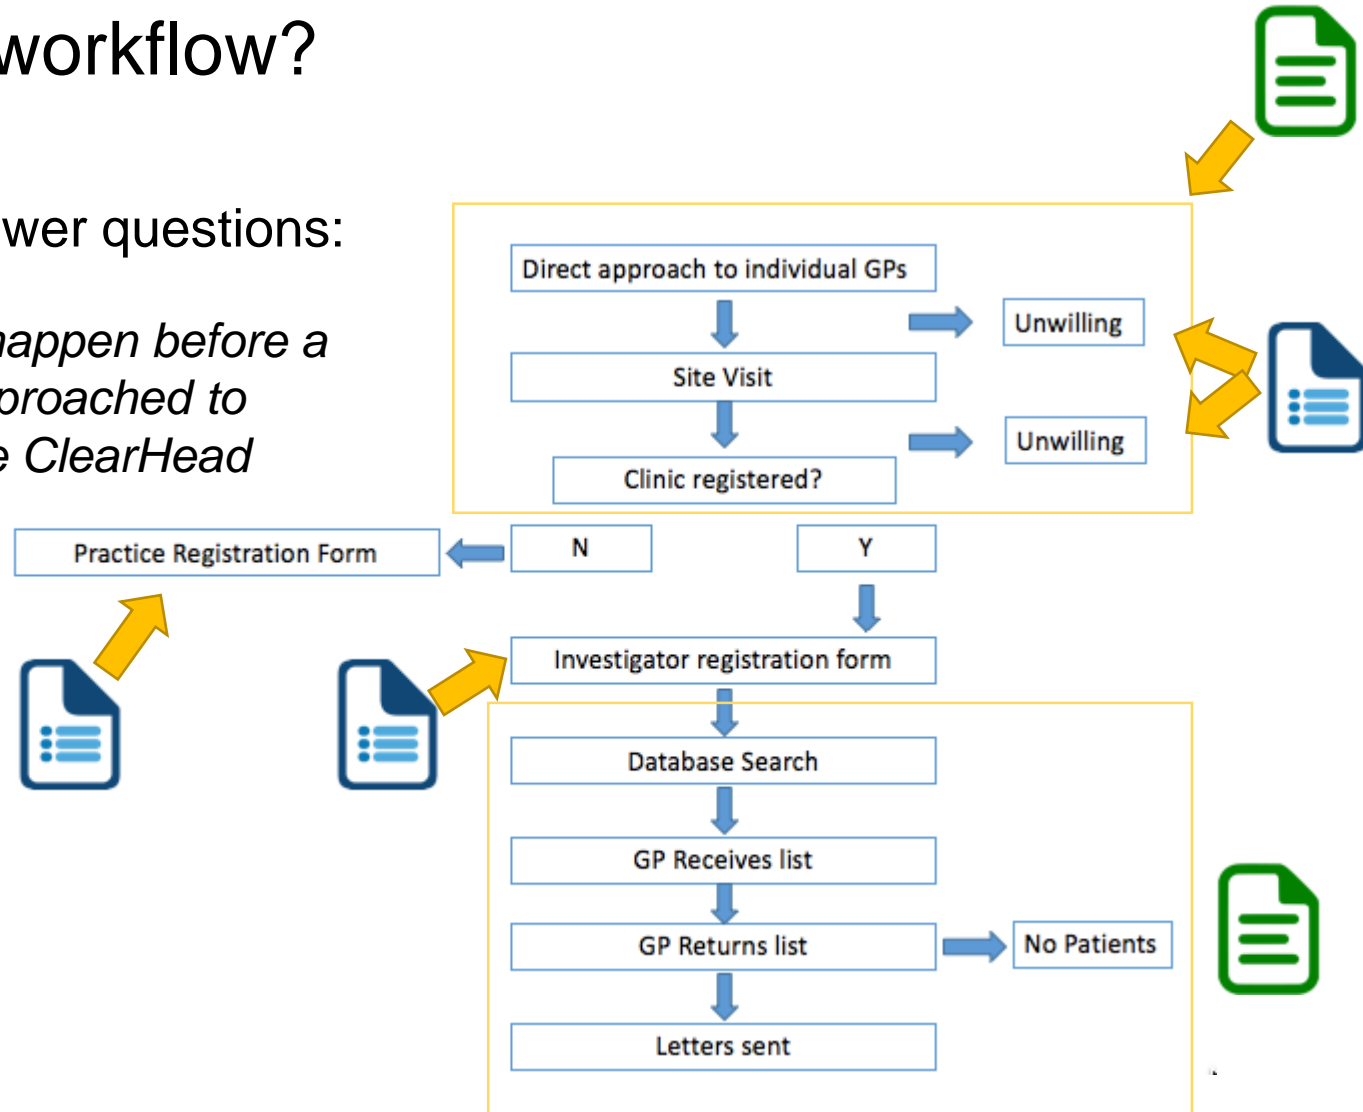 workflow?
wer questions:
happen before a
proached to
e ClearHead
Direct approach to individual GPs
Unwilling
Site Visit
Unwilling
Clinic registered?
Practice Registration Form
N
Y
Investigator registration form
Database Search
GP Receives list
GP Returns list
No Patients
Letters sent